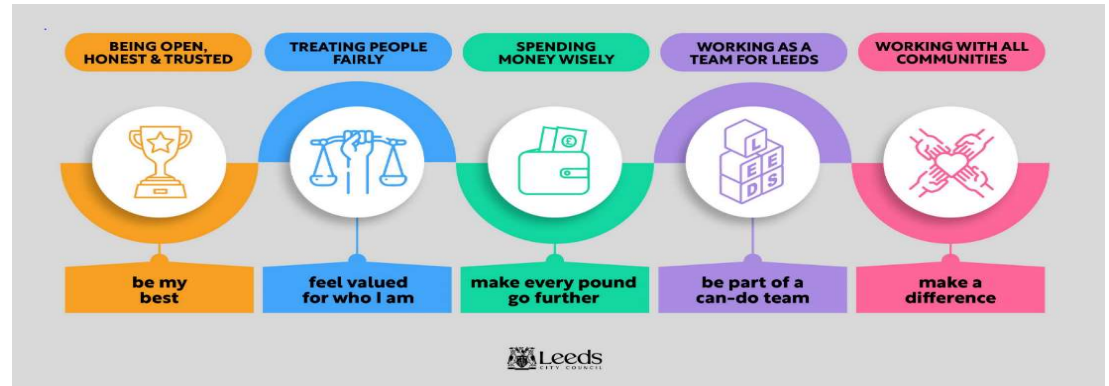 BEING OPEN,
HONEST & TRUSTED
TREATING PEOPLE
FAIRLY
SPENDING
MONEY WISELY
WORKING AS A
TEAM FOR LEEDS
WORKING WITH ALL
COMMUNITIES
£
L
E E
D S
be my
best
feel valued
for who I am
make every pound
go further
be part of a
can-do team
make a
difference
Leeds
CITY COUNCIL